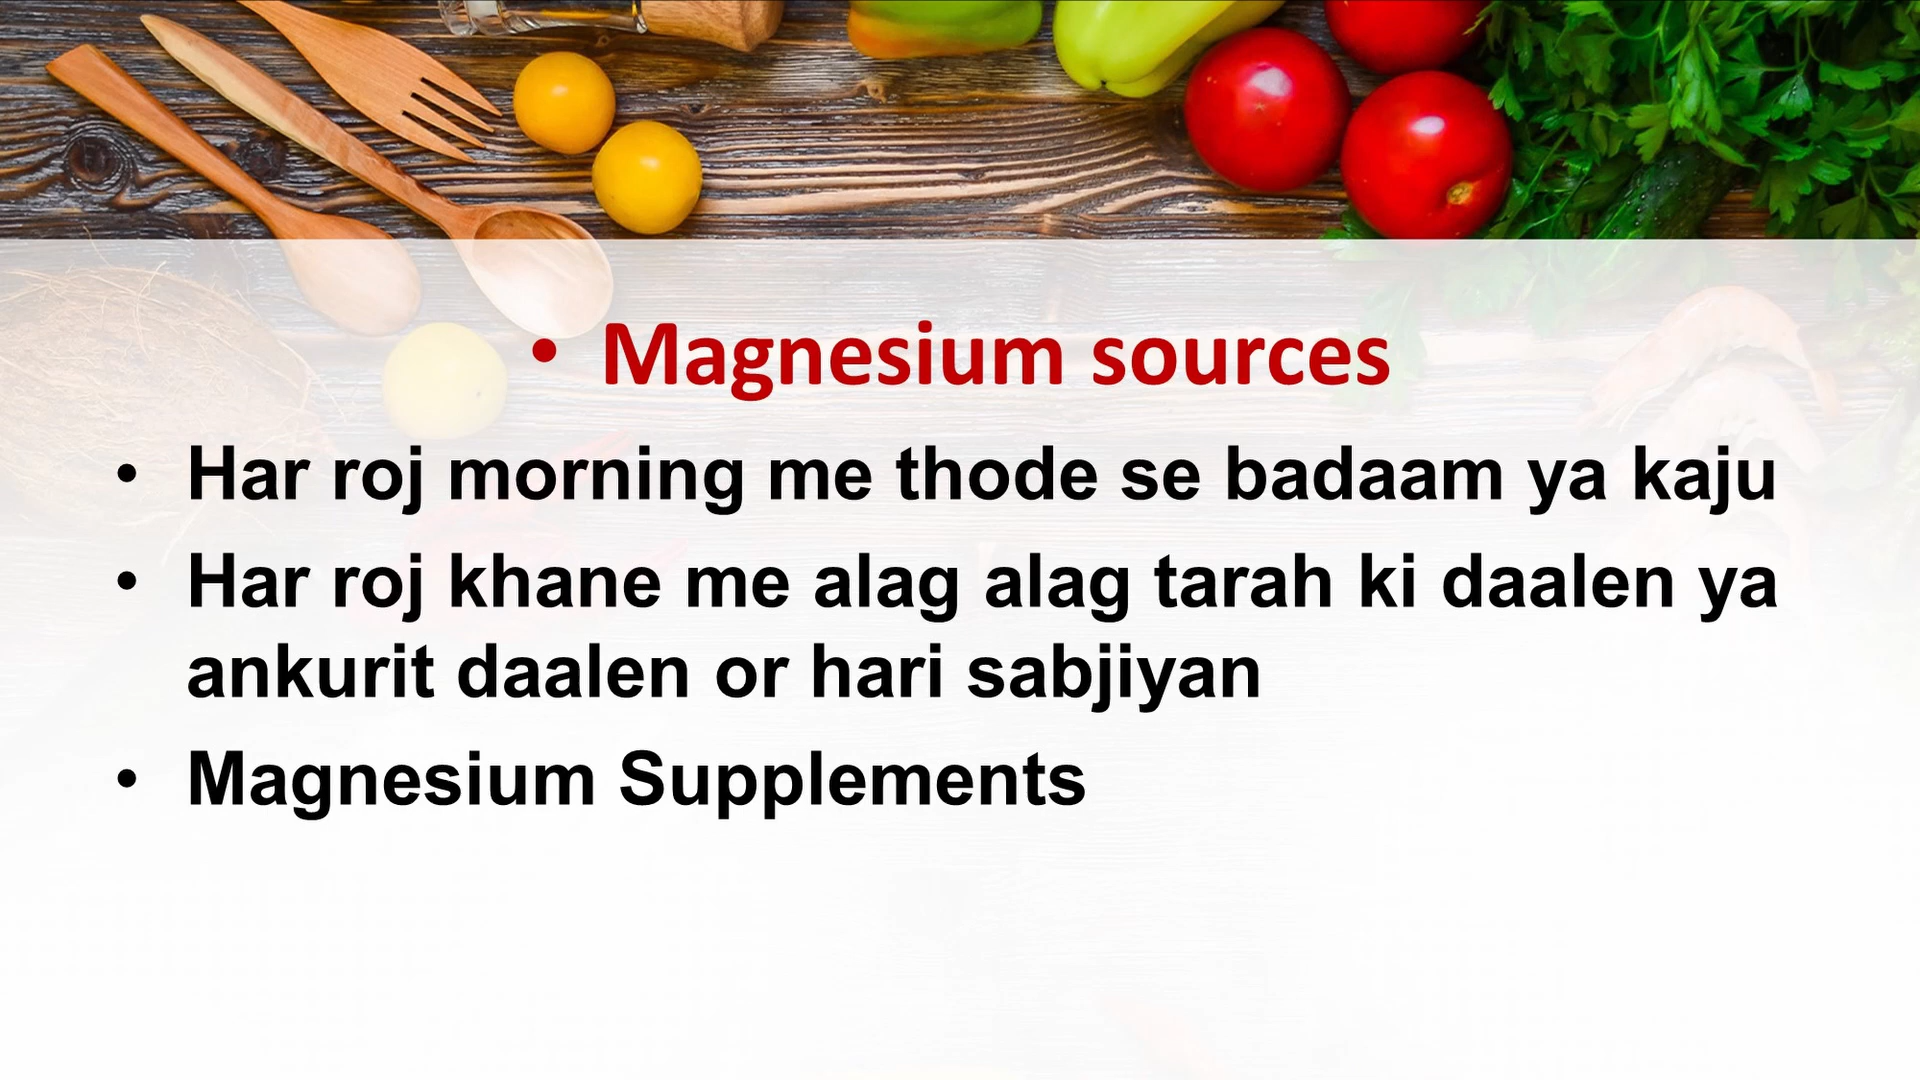 • Magnesium sources
• Har roj morning me thode se badaam ya kaju
• Har roj khane me alag alag tarah ki daalen ya
ankurit daalen or hari sabjiyan
• Magnesium Supplements